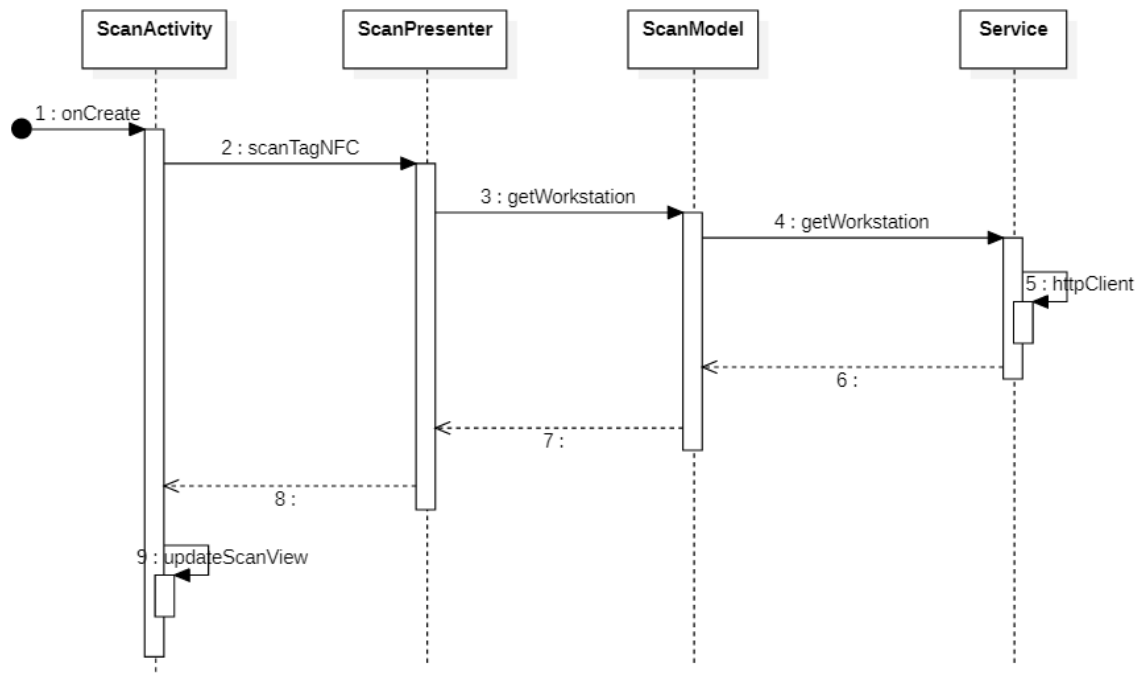 ScanActivity
ScanPresenter
ScanModel
Service
1 : onCreate
2 : scanTagNFC
3 : getWorkstation
4 : getWorkstation
5 : httpClient
6 :
7 :
8 :
9 : updateScanView